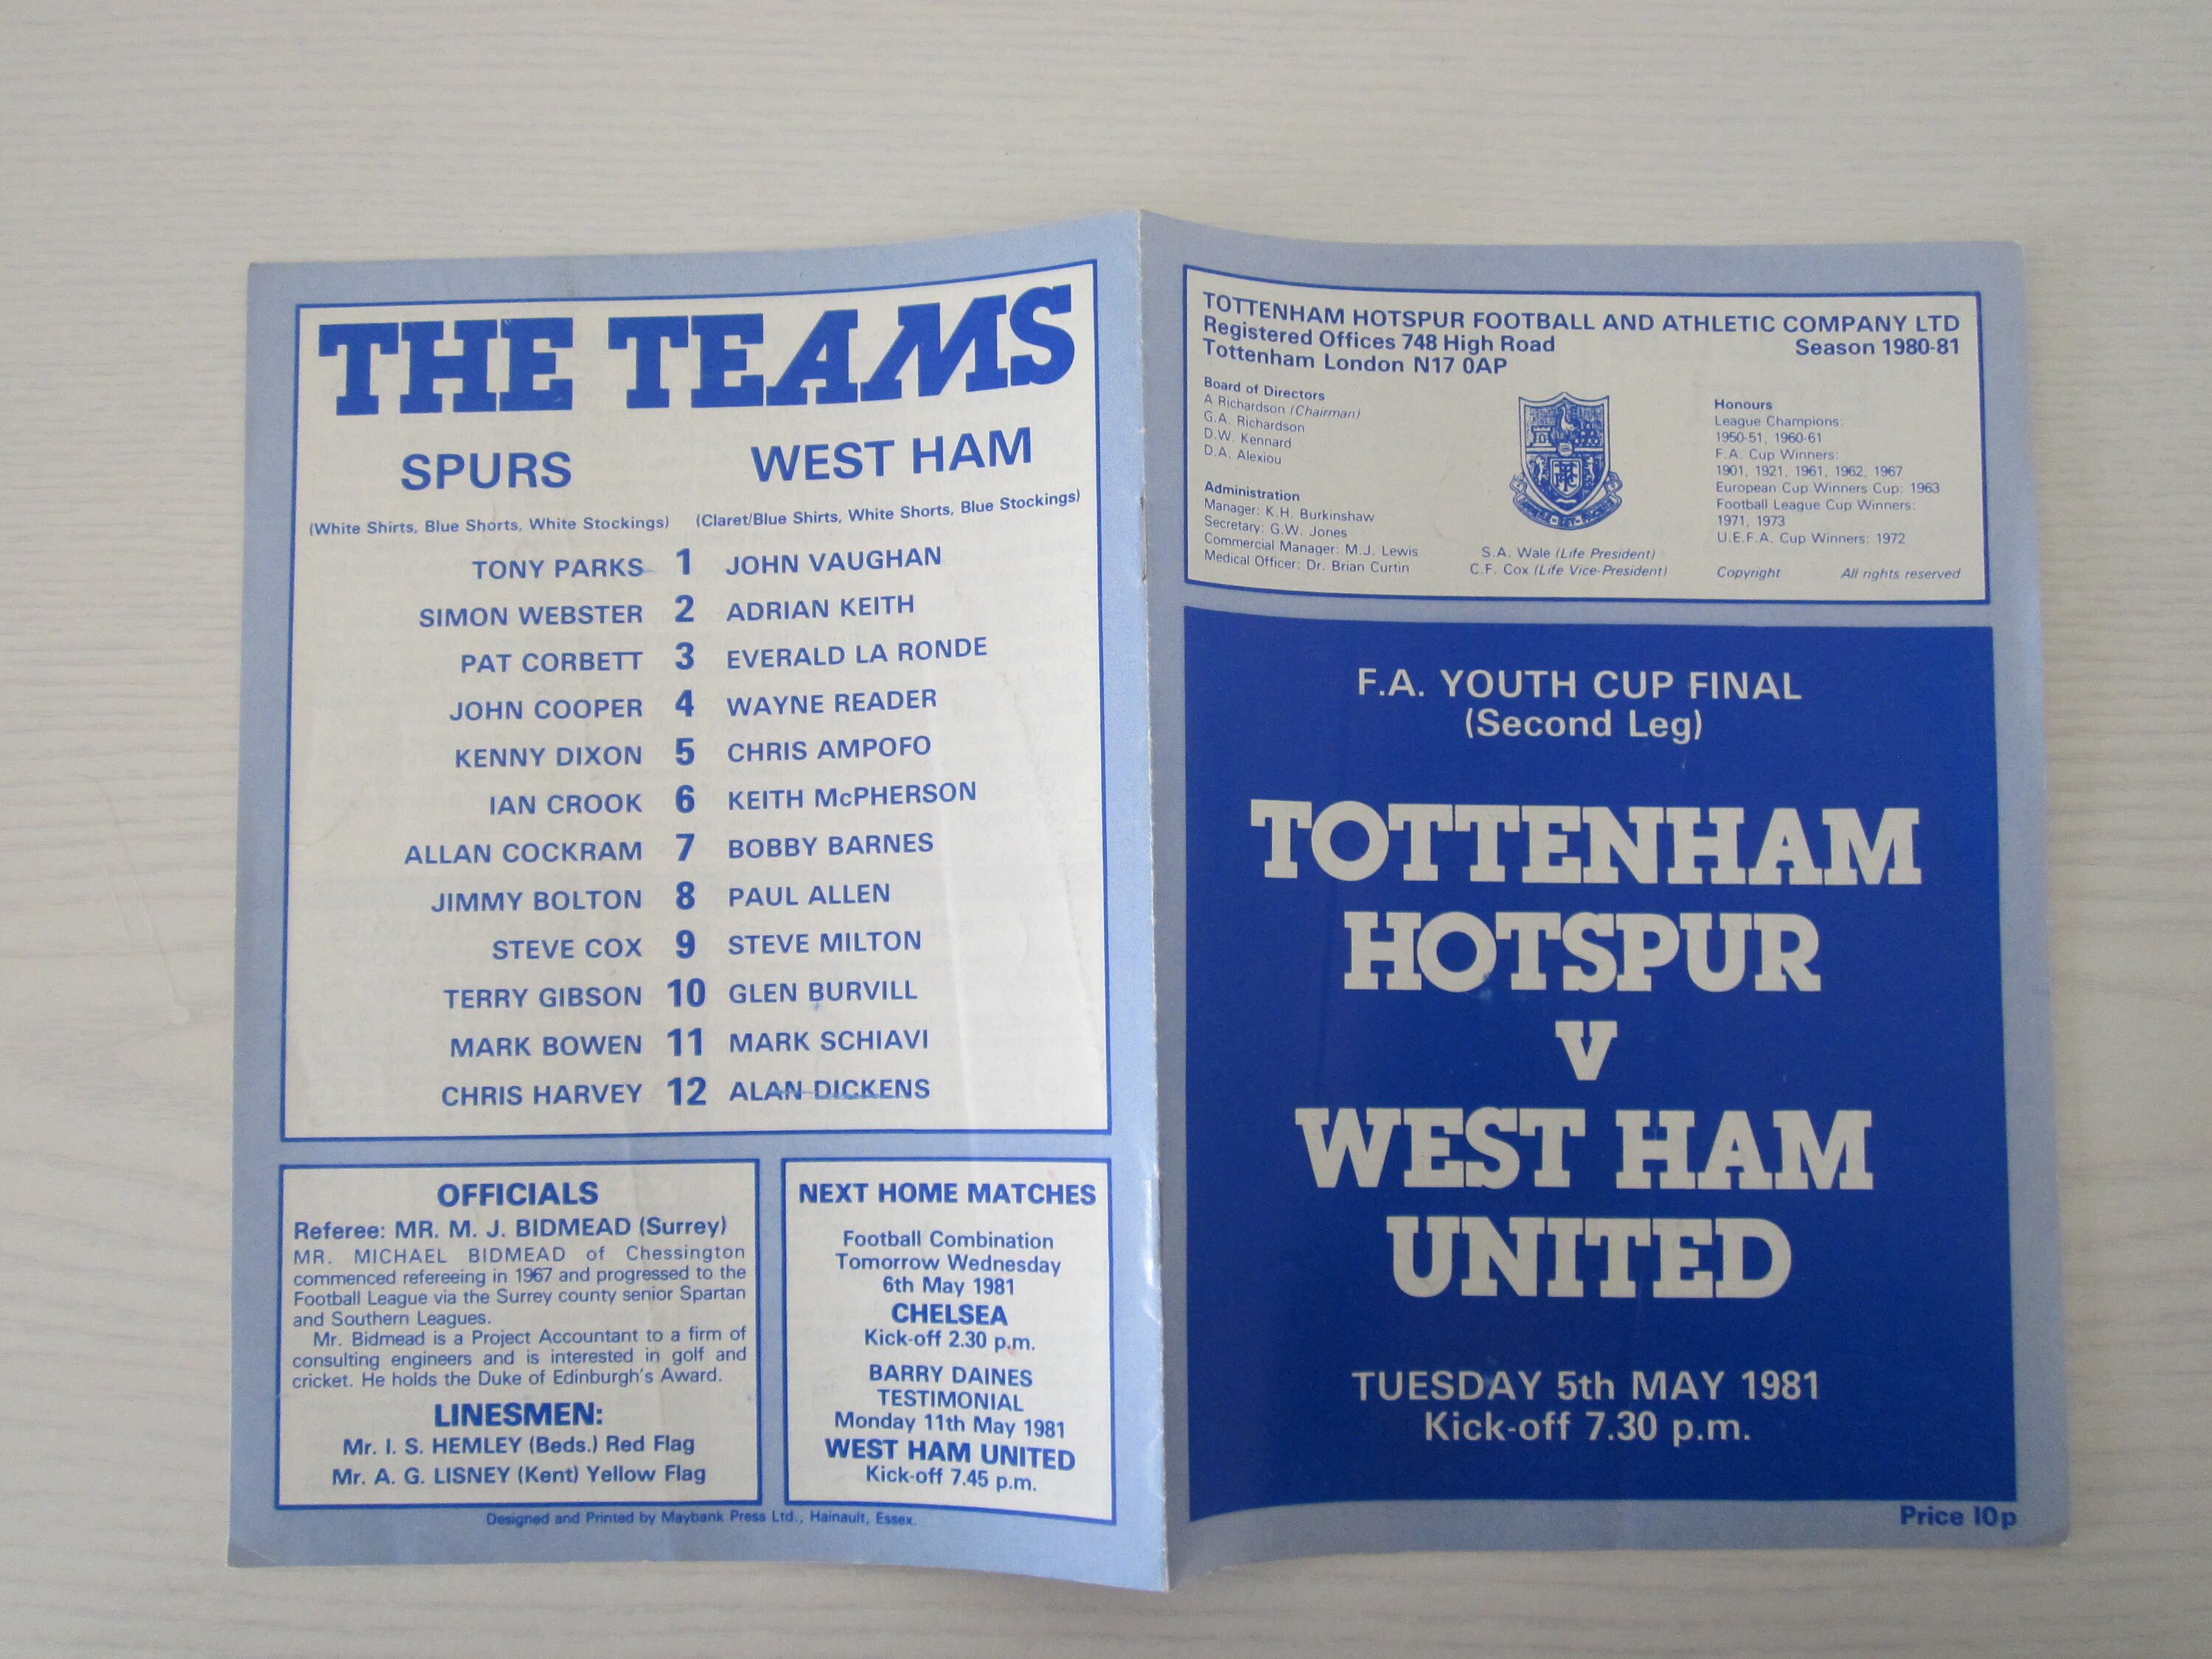 THE TEAMS
SPURS
(White Shirts, Blue Shorts, White Stockings)
WEST HAM
(Claret/Blue Shirts, White Shorts, Blue Stockings)
TONY PARKS 1 JOHN VAUGHAN
SIMON WEBSTER 2 ADRIAN KEITH
PAT CORBETT 3 EVERALD LA RONDE
JOHN COOPER 4 WAYNE READER
KENNY DIXON 5 CHRIS AMPOFO
IAN CROOK 6 KEITH McPHERSON
ALLAN COCKRAM 7 BOBBY BARNES
JIMMY BOLTON 8 PAUL ALLEN
STEVE COX 9 STEVE MILTON
TERRY GIBSON 10 GLEN BURVILL
MARK BOWEN 11 MARK SCHIAVI
CHRIS HARVEY 12 ALAN DICKENS
OFFICIALS
Referee: MR. M. J. BIDMEAD (Surrey)
MR. MICHAEL BIDMEAD of Chessington
commenced refereeing in 1967 and progressed to the
Football League via the Surrey county senior Spartan
and Southern Leagues.
Mr. Bidmead is a Project Accountant to a firm of
consulting engineers and is interested in golf and
cricket. He holds the Duke of Edinburgh's Award.
LINESMEN:
Mr. I. S. HEMLEY (Beds.) Red Flag
Mr. A. G. LISNEY (Kent) Yellow Flag
NEXT HOME MATCHES
Football Combination
Tomorrow Wednesday
6th May 1981
CHELSEA
Kick-off 2.30 p.m.
BARRY DAINES
TESTIMONIAL
Monday 11th May 1981
WEST HAM UNITED
Kick-off 7.45 p.m.
Designed and Printed by Maybank Press Ltd., Hainault, Essex.
TOTTENHAM HOTSPUR FOOTBALL AND ATHLETIC COMPANY LTD
Registered Offices 748 High Road
Tottenham London N17 0AP
Season 1980-81
Board of Directors
A Richardson (Chairman)
G.A. Richardson
D.W. Kennard
D.A. Alexiou
Administration
Manager: K.H. Burkinshaw
Secretary: G.W. Jones
Commercial Manager: M.J. Lewis
Medical Officer: Dr. Brian Curtin
S.A. Wale (Life President)
C.F. Cox (Life Vice-President)
Honours
League Champions:
1950-51, 1960-61
F.A. Cup Winners:
1901, 1921, 1961, 1962, 1967
European Cup Winners Cup: 1963
Football League Cup Winners:
1971, 1973
U.E.F.A. Cup Winners: 1972
Copyright All rights reserved
F.A. YOUTH CUP FINAL
(Second Leg)
TOTTENHAM
HOTSPUR
V
WEST HAM
UNITED
TUESDAY 5th MAY 1981
Kick-off 7.30 p.m.
Price 10p